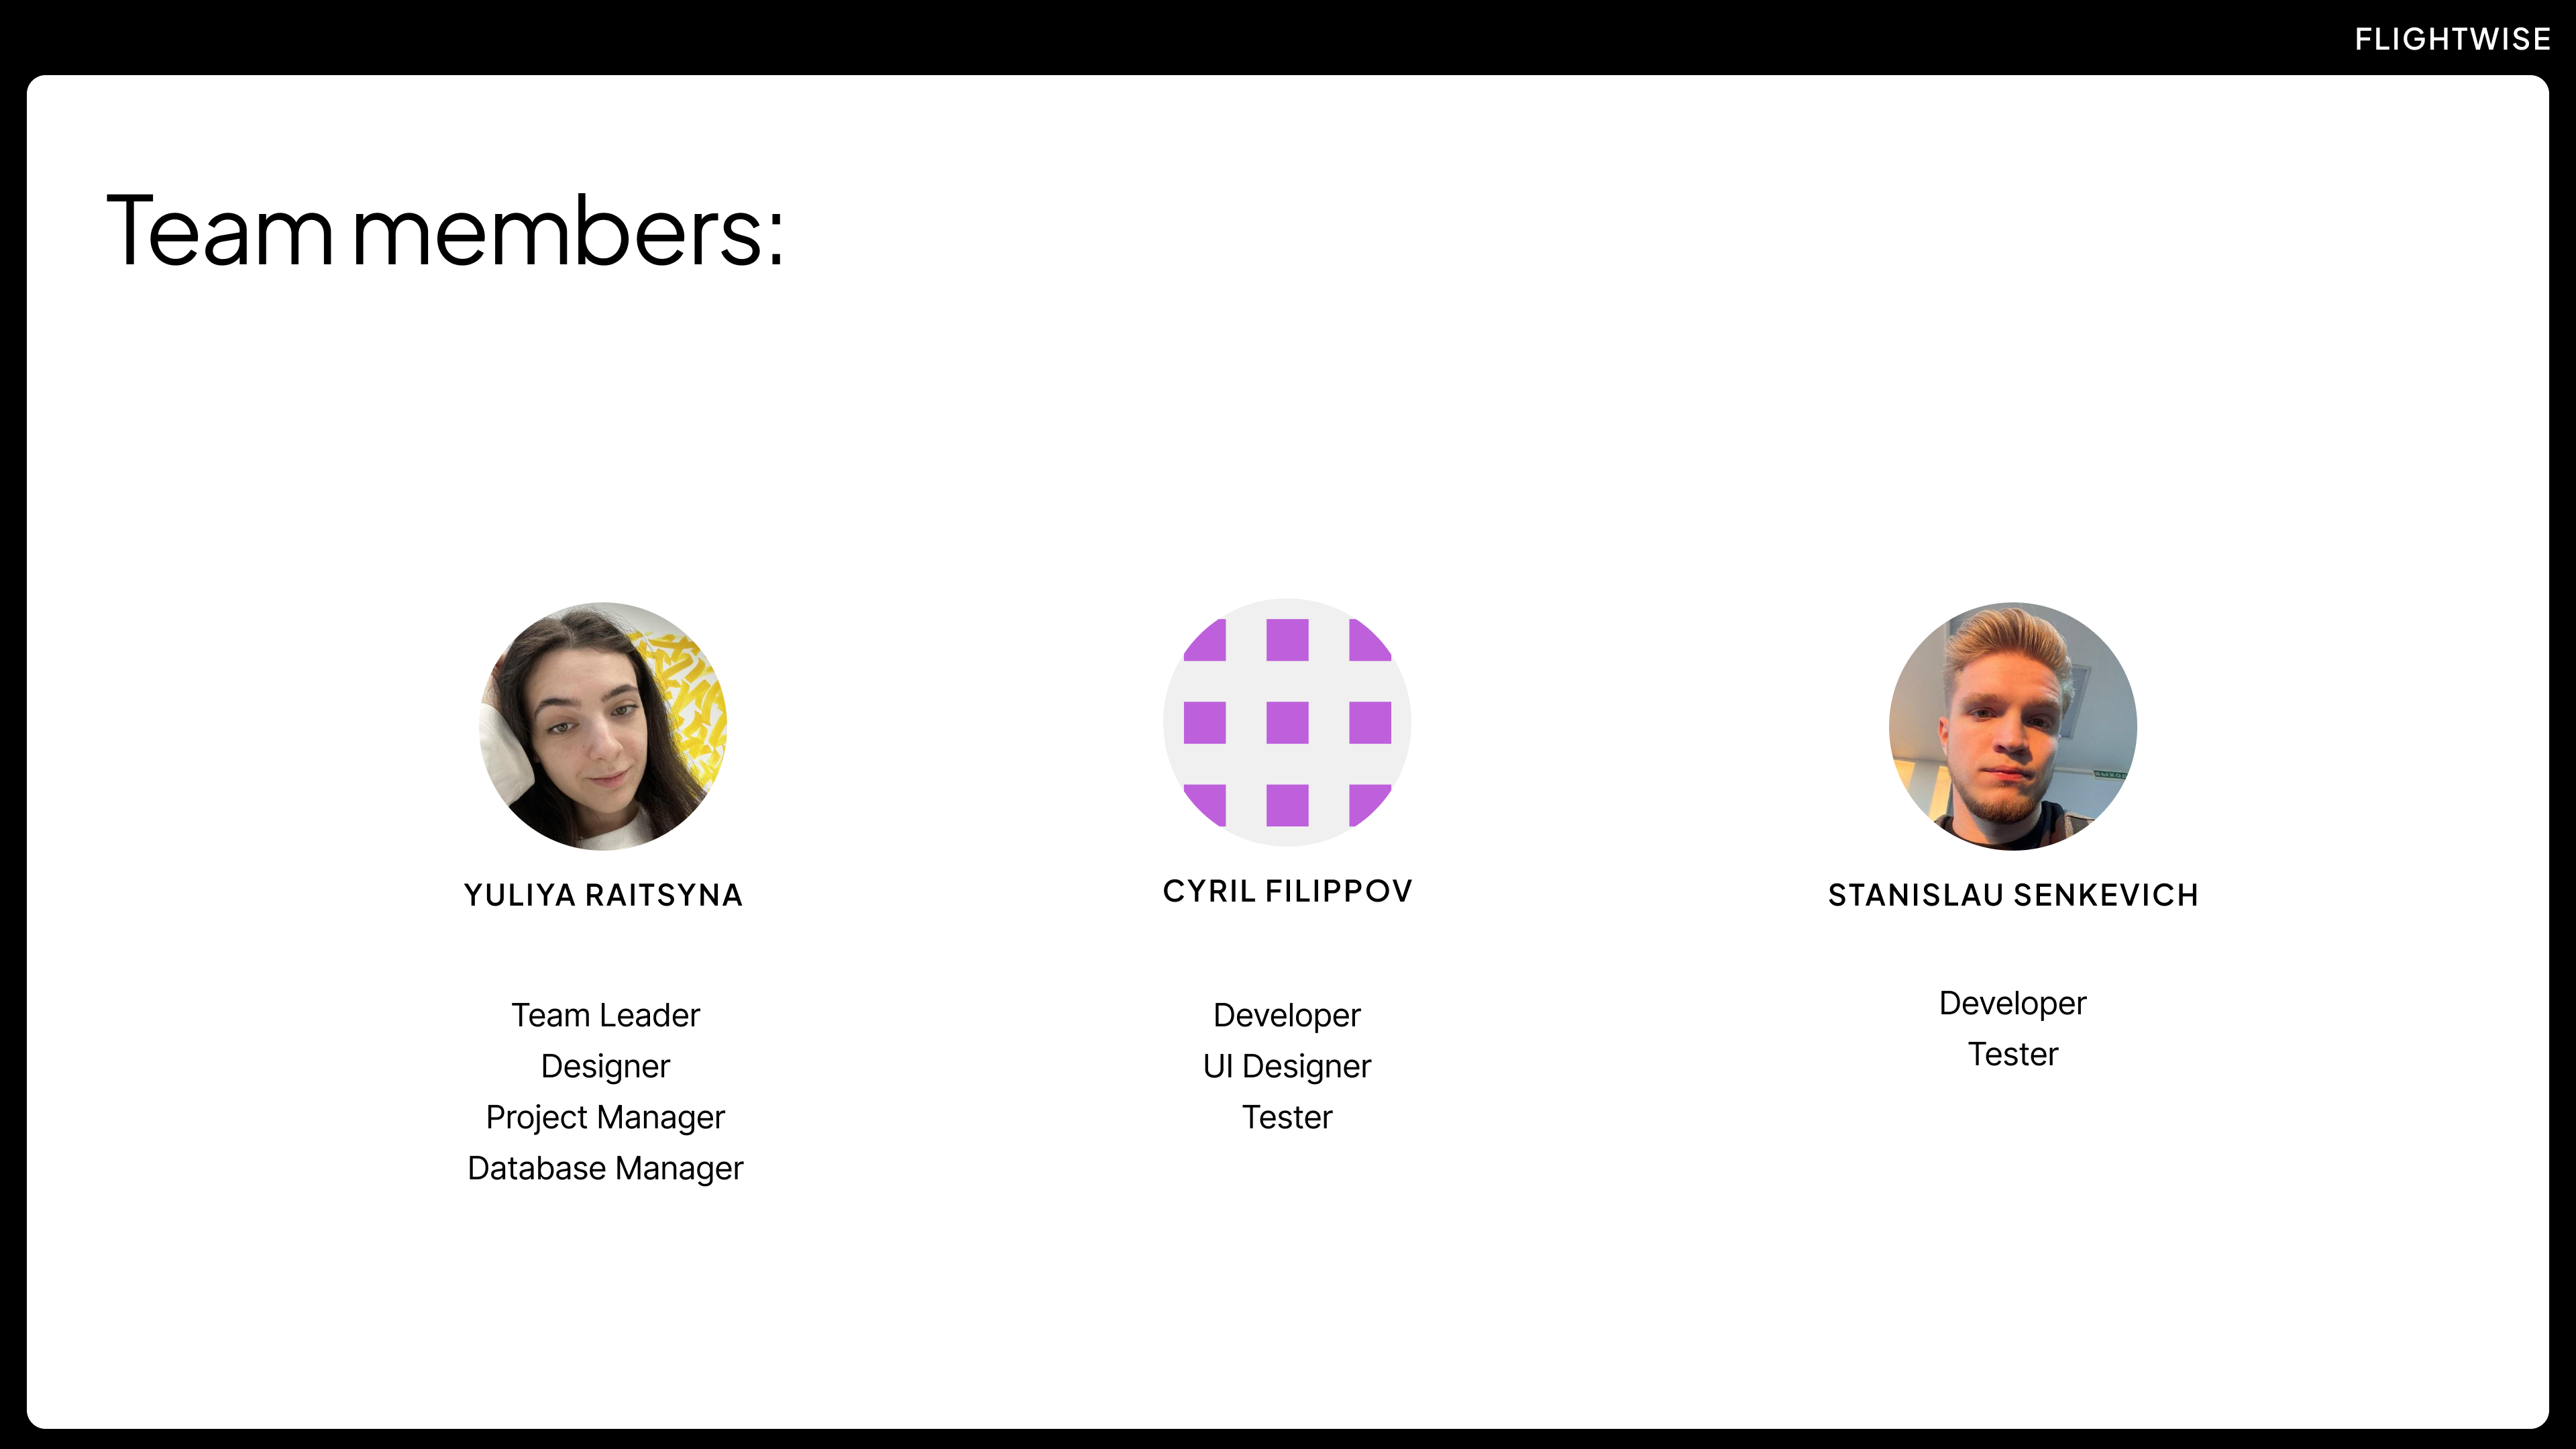 FLIGHTWISE
Team members:
YULIYA RAITSYNA
Team Leader
Designer
Project Manager
Database Manager
CYRIL FILIPPOV
Developer
UI Designer
Tester
STANISLAU SENKEVICH
Developer
Tester